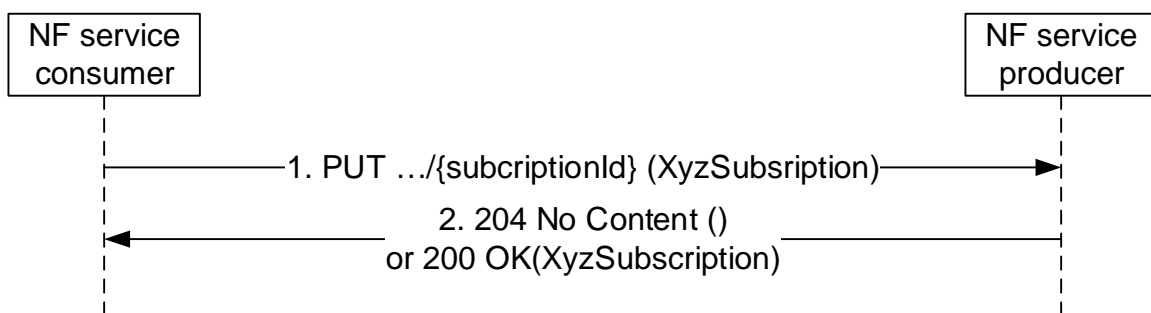 NF service
consumer
NF service
producer
1. PUT …/{subcriptionId} (XyzSubsription)
2. 204 No Content ()
or 200 OK(XyzSubscription)